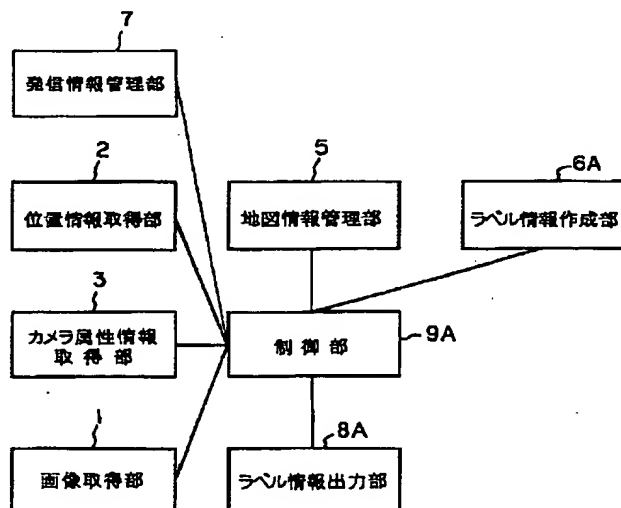 7
発信情報管理部
2
5
6A
位置情報取得部
地図情報管理部
ラベル情報作成部
3
カメラ属性情報
取得部
制御部
9A
1
8A
画像取得部
ラベル情報出力部